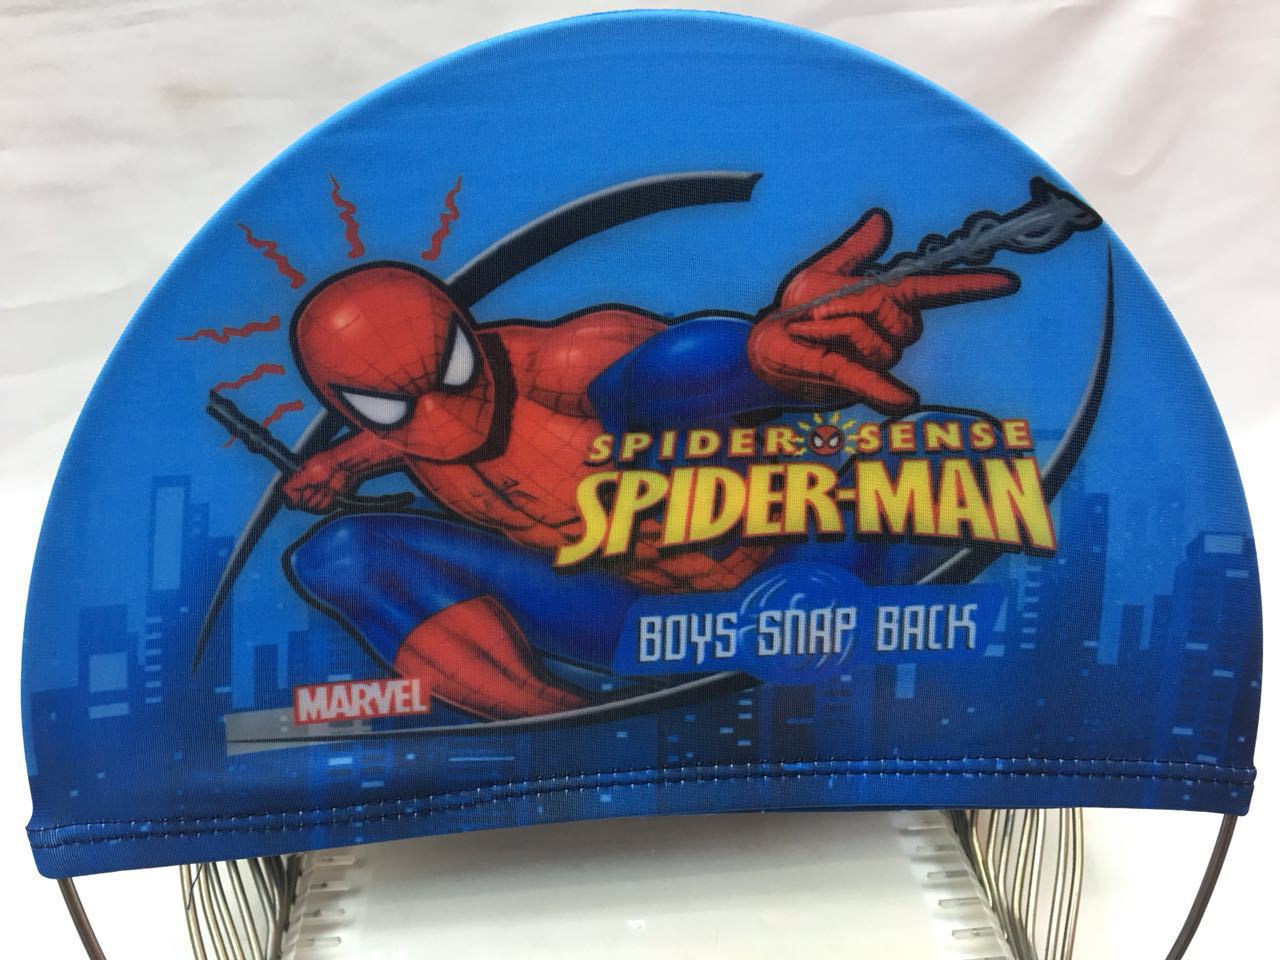 SPIDER SENSE
SPIDER-MAN
BOYS SNAP BACK
MARVEL